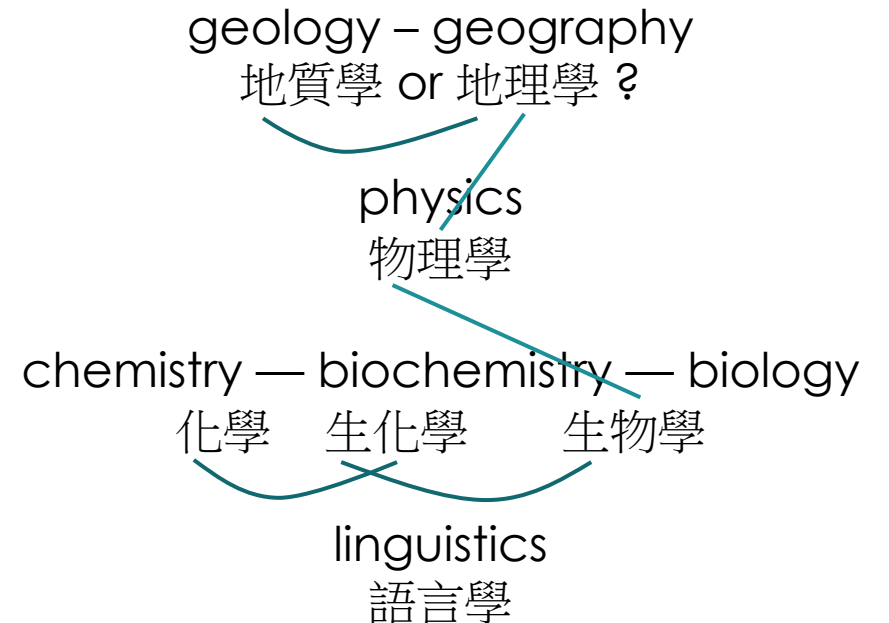 geology – geography
地質學 or 地理學 ?
physics
物理學
chemistry — biochemistry — biology
化學 生化學 生物學
linguistics
語言學